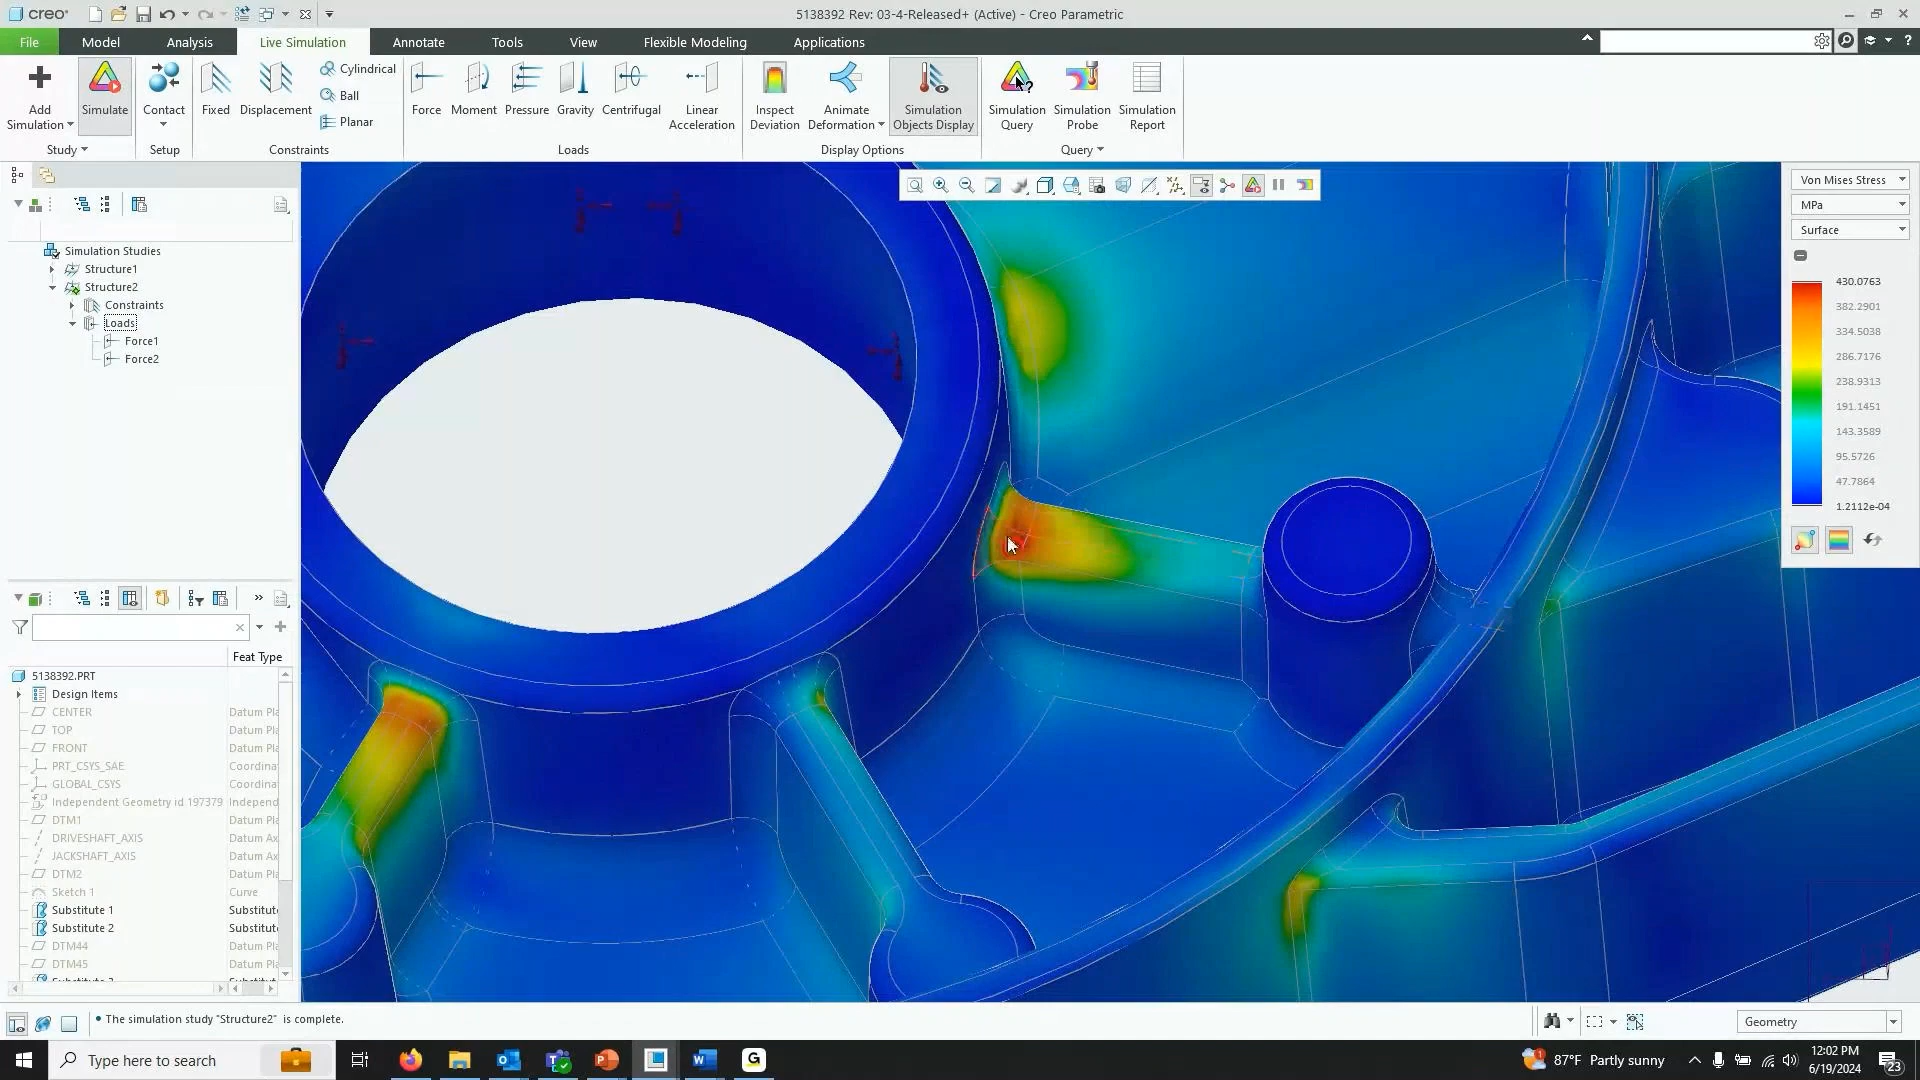 creo®
5138392 Rev: 03-4-Released+ (Active) - Creo Parametric
File
Model
Analysis
Live Simulation
Annotate
Tools
View
Flexible Modeling
Applications
Add Simulation
Simulate
Study
Contact
Setup
Fixed
Displacement
Cylindrical
Ball
Planar
Constraints
Force
Moment
Pressure
Gravity
Centrifugal
Linear Acceleration
Loads
Inspect Deviation
Animate Deformation
Simulation Objects Display
Display Options
Simulation Query
Simulation Probe
Simulation Report
Query
Simulation Studies
Structure1
Structure2
Constraints
Loads
Force1
Force2
Von Mises Stress
MPa
Surface
430.0763
382.2901
334.5038
286.7176
238.9313
191.1451
143.3589
95.5726
47.7864
1.2112e-04
Feat Type
5138392.PRT
Design Items
CENTER Datum Pla
TOP Datum Pla
FRONT Datum Pla
PRT_CSYS_SAE Coordina
GLOBAL_CSYS Coordina
Independent Geometry id 197379 Independ
DTM1 Datum Pla
DRIVESHAFT_AXIS Datum Ax
JACKSHAFT_AXIS Datum Ax
DTM2 Datum Pla
Sketch 1 Curve
Substitute 1 Substitut
Substitute 2 Substitut
DTM44 Datum Pla
DTM45 Datum Pla
• The simulation study "Structure2" is complete.
Geometry
Type here to search
87°F Partly sunny
12:02 PM
6/19/2024
23